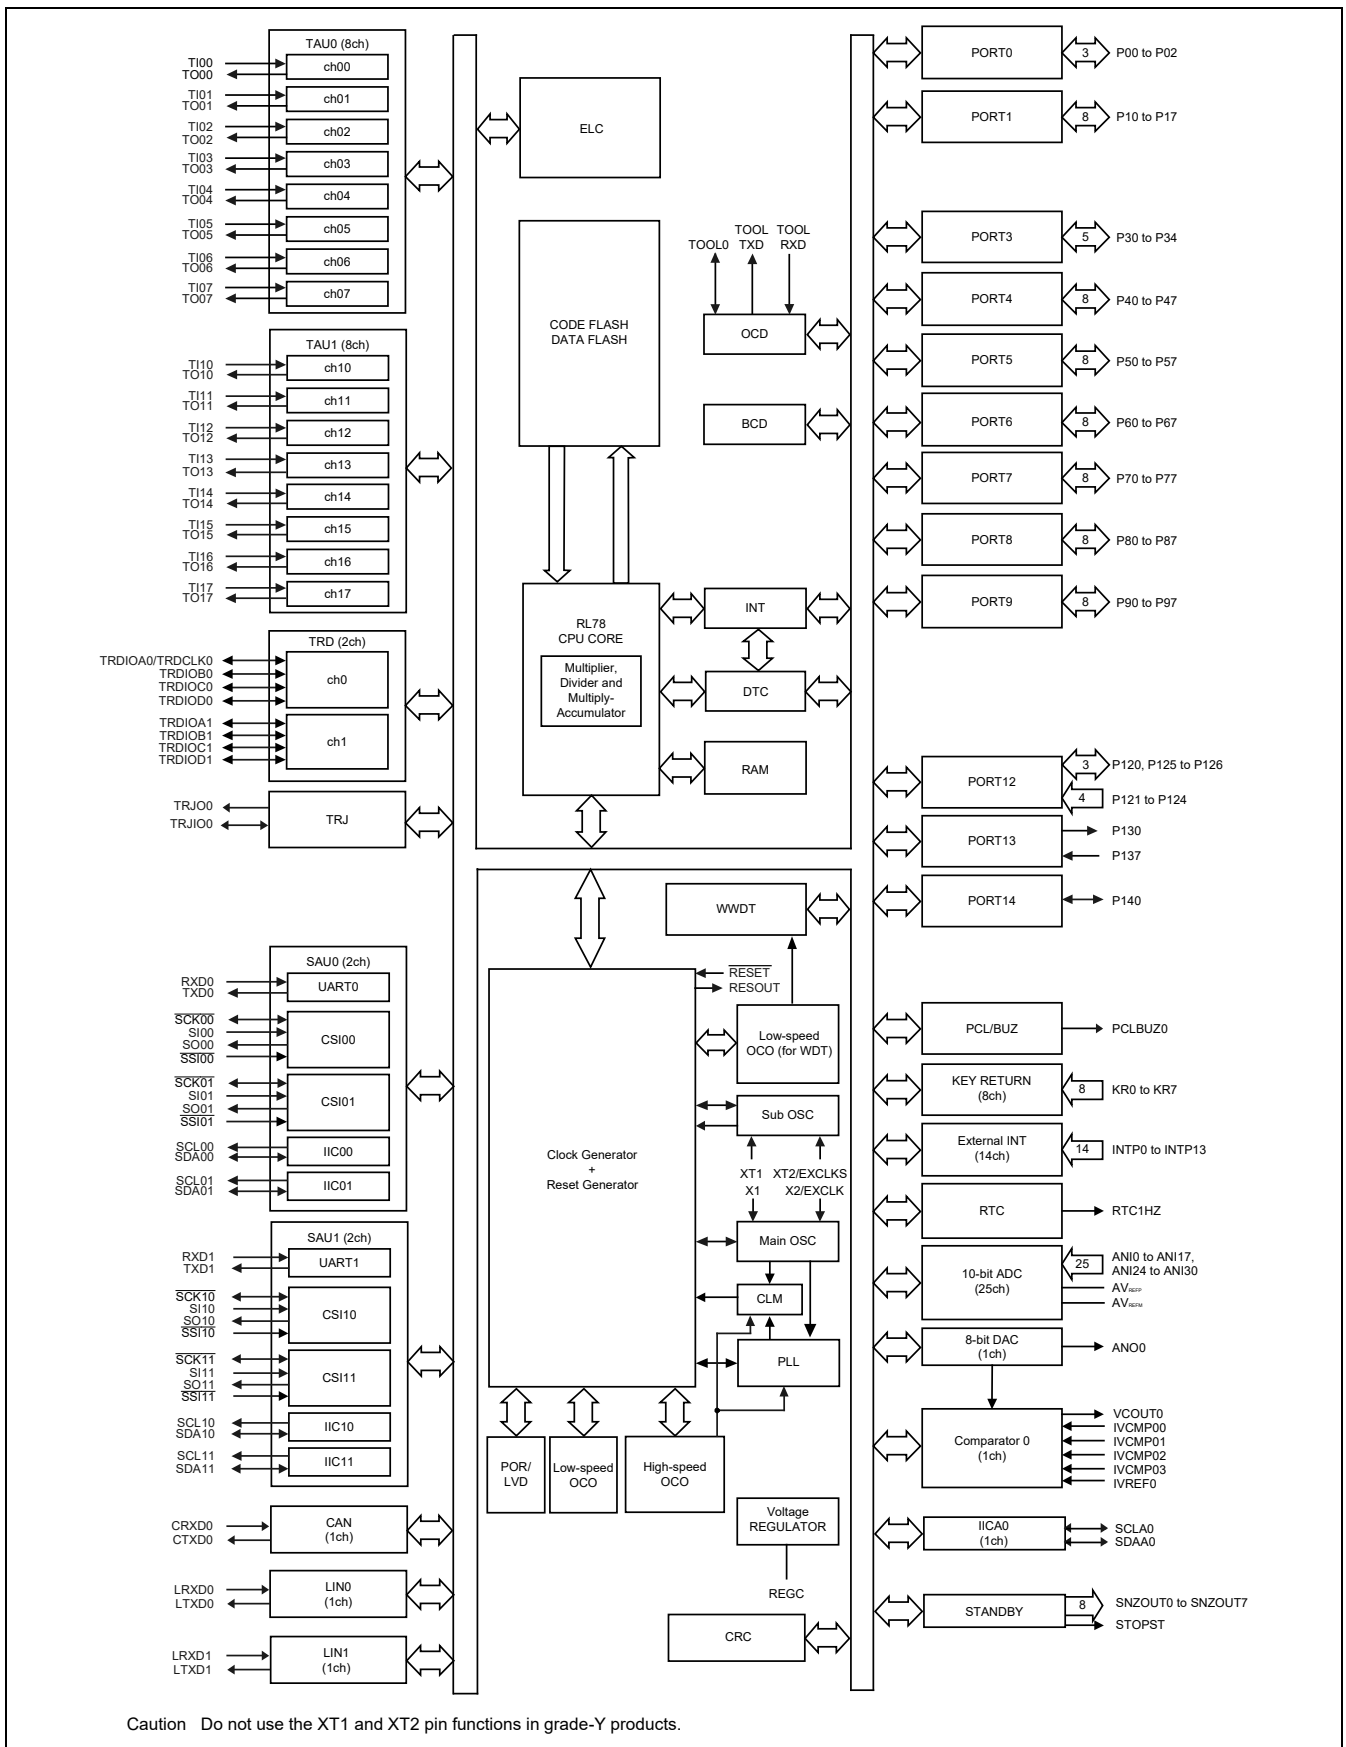 TAU0 (8ch)
TI00
TO00
ch00
TI01
TO01
ch01
TI02
TO02
ch02
TI03
TO03
ch03
TI04
TO04
ch04
TI05
TO05
ch05
TI06
TO06
ch06
TI07
TO07
ch07
TAU1 (8ch)
TI10
TO10
ch10
TI11
TO11
ch11
TI12
TO12
ch12
TI13
TO13
ch13
TI14
TO14
ch14
TI15
TO15
ch15
TI16
TO16
ch16
TI17
TO17
ch17
TRD (2ch)
TRDIOA0/TRDCLK0
TRDIOB0
TRDIOC0
TRDIOD0
ch0
TRDIOA1
TRDIOB1
TRDIOC1
TRDIOD1
ch1
TRJO0
TRJIO0
TRJ
SAU0 (2ch)
RXD0
TXD0
UART0
SCK00
SI00
SO00
SSI00
CSI00
SCK01
SI01
SO01
SSI01
CSI01
SCL00
SDA00
IIC00
SCL01
SDA01
IIC01
SAU1 (2ch)
RXD1
TXD1
UART1
SCK10
SI10
SO10
SSI10
CSI10
SCK11
SI11
SO11
SSI11
CSI11
SCL10
SDA10
IIC10
SCL11
SDA11
IIC11
CRXD0
CTXD0
CAN
(1ch)
LRXD0
LTXD0
LIN0
(1ch)
LRXD1
LTXD1
LIN1
(1ch)
ELC
CODE FLASH
DATA FLASH
TOOL0
TOOL
TXD
TOOL
RXD
OCD
BCD
RL78
CPU CORE
Multiplier,
Divider and
Multiply-
Accumulator
INT
DTC
RAM
WWDT
RESET
RESOUT
Clock Generator
+
Reset Generator
Low-speed
OCO (for WDT)
Sub OSC
XT1
XT2/EXCLKS
X1
X2/EXCLK
Main OSC
CLM
PLL
POR/
LVD
Low-speed
OCO
High-speed
OCO
Voltage
REGULATOR
REGC
CRC
PORT0
3
P00 to P02
PORT1
8
P10 to P17
PORT3
5
P30 to P34
PORT4
8
P40 to P47
PORT5
8
P50 to P57
PORT6
8
P60 to P67
PORT7
8
P70 to P77
PORT8
8
P80 to P87
PORT9
8
P90 to P97
PORT12
3
P120, P125 to P126
4
P121 to P124
PORT13
P130
P137
PORT14
P140
PCL/BUZ
PCLBUZ0
KEY RETURN
(8ch)
8
KR0 to KR7
External INT
(14ch)
14
INTP0 to INTP13
RTC
RTC1HZ
10-bit ADC
(25ch)
25
ANI0 to ANI17,
ANI24 to ANI30
AVREFP
AVREFM
8-bit DAC
(1ch)
ANO0
Comparator 0
(1ch)
VCOUT0
IVCMP00
IVCMP01
IVCMP02
IVCMP03
IVREF0
IICA0
(1ch)
SCLA0
SDAA0
STANDBY
8
SNZOUT0 to SNZOUT7
STOPST
Caution Do not use the XT1 and XT2 pin functions in grade-Y products.